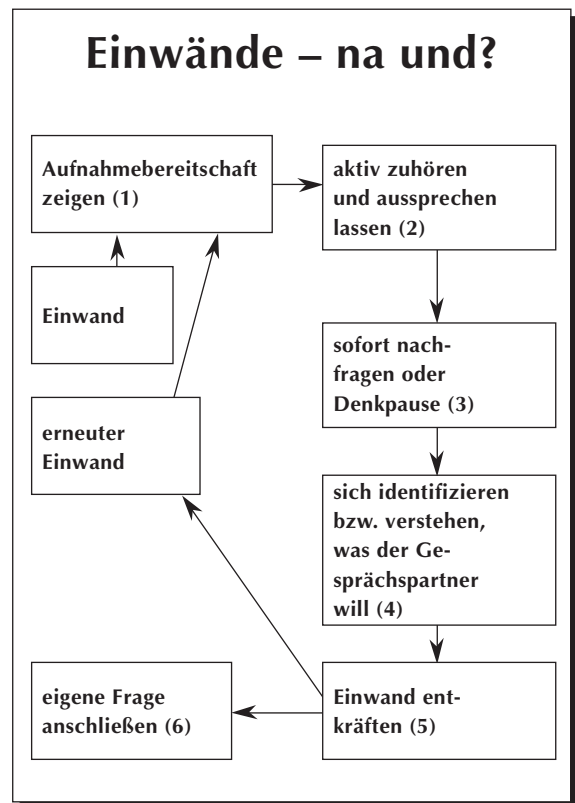 Einwände – na und?
Aufnahmebereitschaft
zeigen (1)
aktiv zuhören
und aussprechen
lassen (2)
Einwand
sofort nach-
fragen oder
Denkpause (3)
erneuter
Einwand
sich identifizieren
bzw. verstehen,
was der Ge-
sprächspartner
will (4)
eigene Frage
anschließen (6)
Einwand ent-
kräften (5)